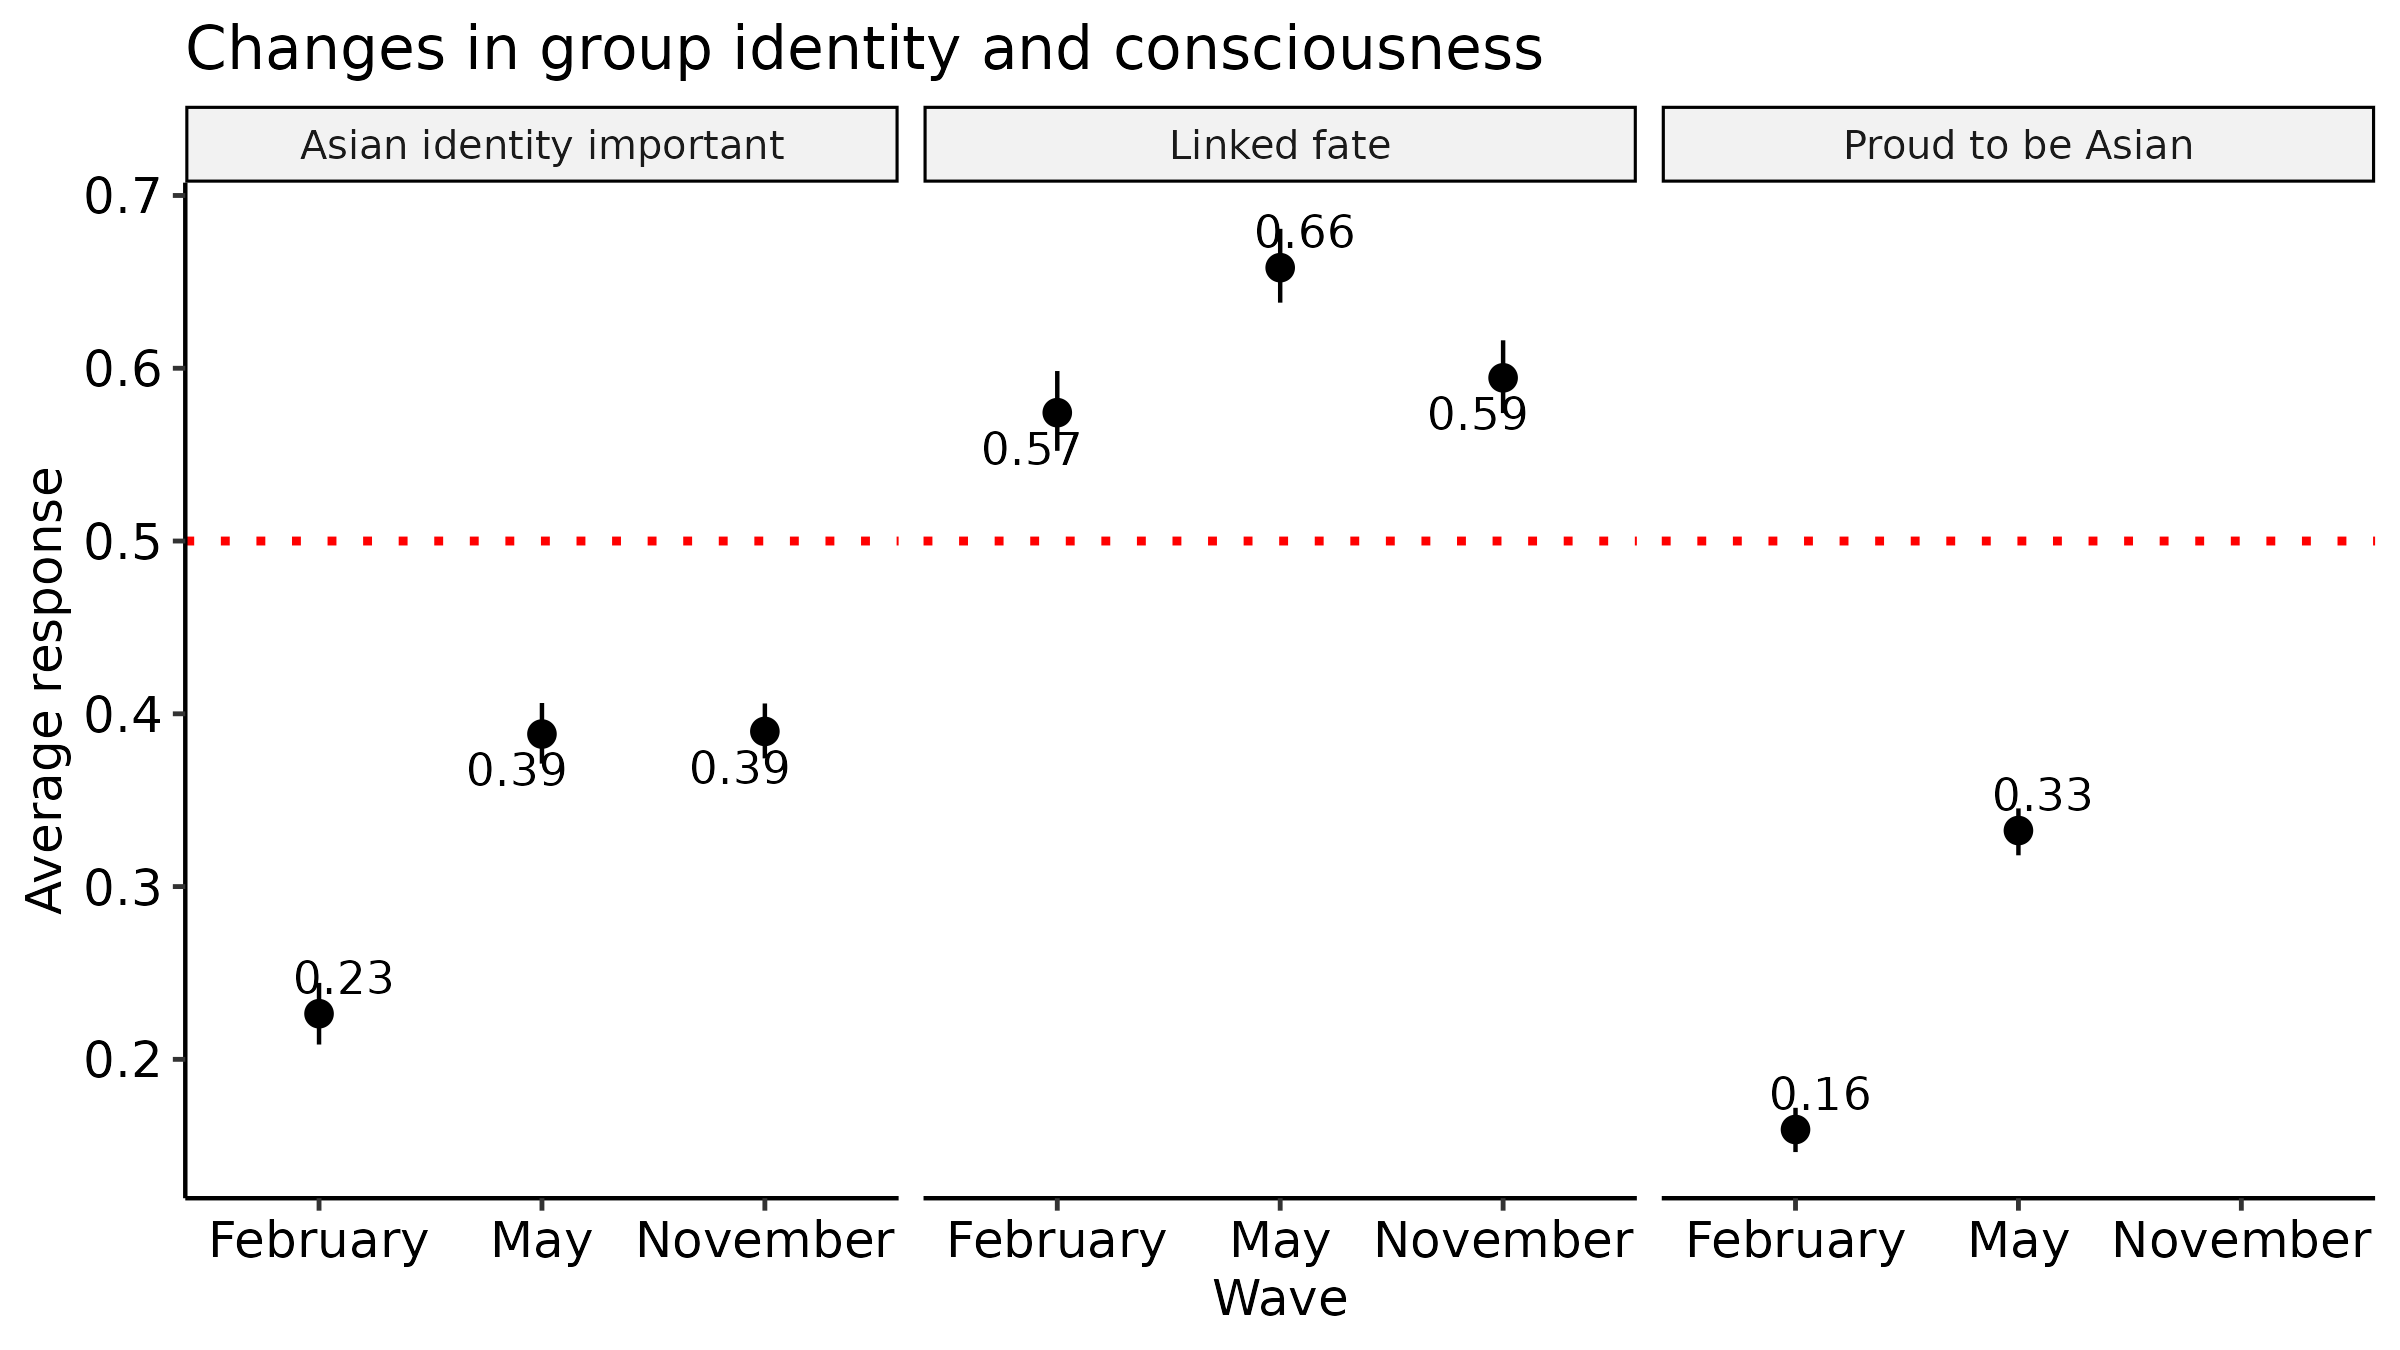 Changes in group identity and consciousness
Asian identity important
Linked fate
Proud to be Asian
Average response
0.7
0.6
0.5
0.4
0.3
0.2
0.23
0.39
0.39
0.57
0.66
0.59
0.16
0.33
February May November
February May November
February May November
Wave